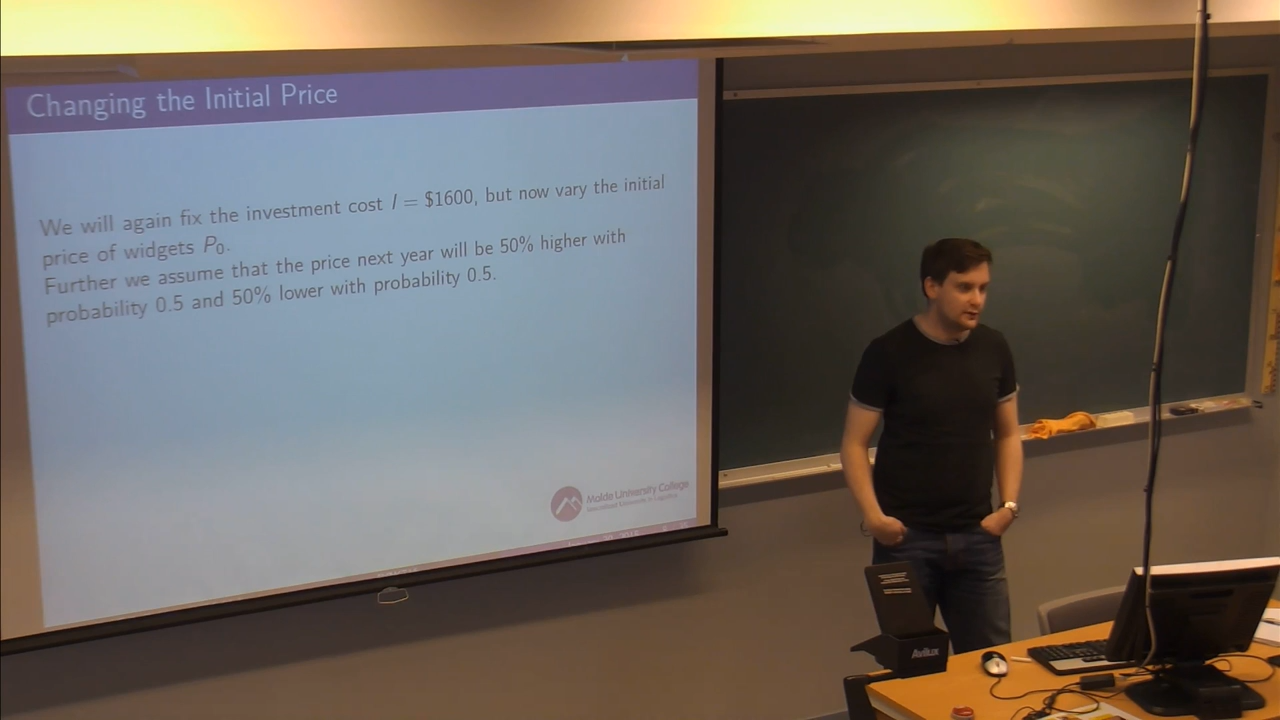 Changing the Initial Price
We will again fix the investment cost I = $1600, but now vary the initial
price of widgets P₀.
Further we assume that the price next year will be 50% higher with
probability 0.5 and 50% lower with probability 0.5.
Molde University College
Specialized University in Logistics
Avilux